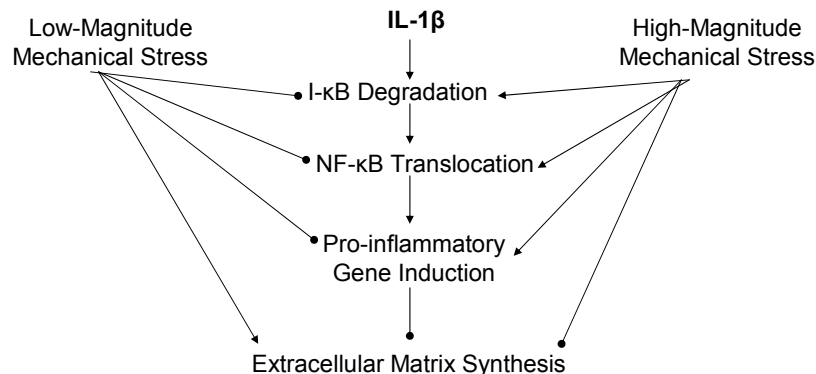 IL-1β
Low-Magnitude
Mechanical Stress
High-Magnitude
Mechanical Stress
I-κB Degradation
NF-κB Translocation
Pro-inflammatory
Gene Induction
Extracellular Matrix Synthesis